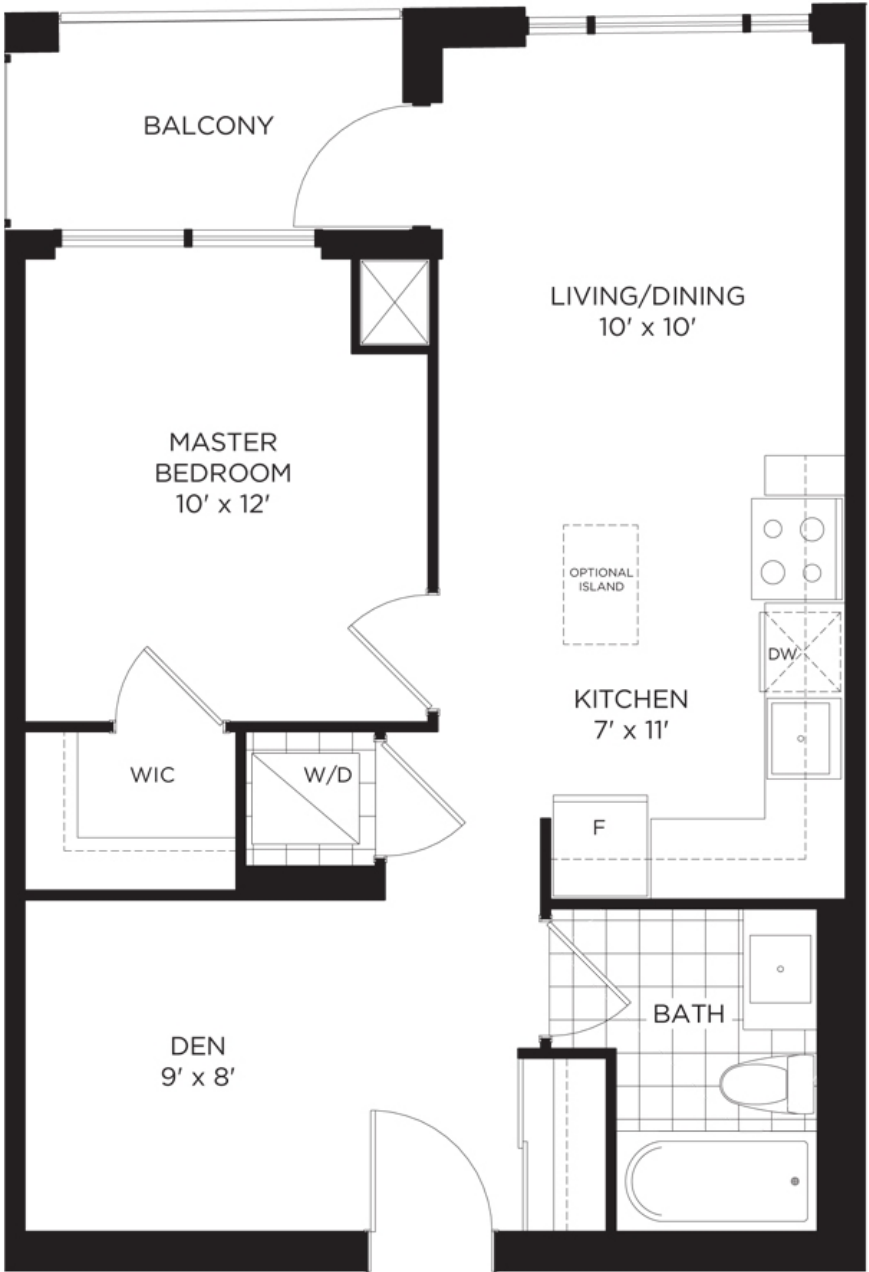 BALCONY
LIVING/DINING
10' x 10'
MASTER
BEDROOM
10' x 12'
OPTIONAL
ISLAND
DW
KITCHEN
7' x 11'
WIC
W/D
F
BATH
DEN
9' x 8'